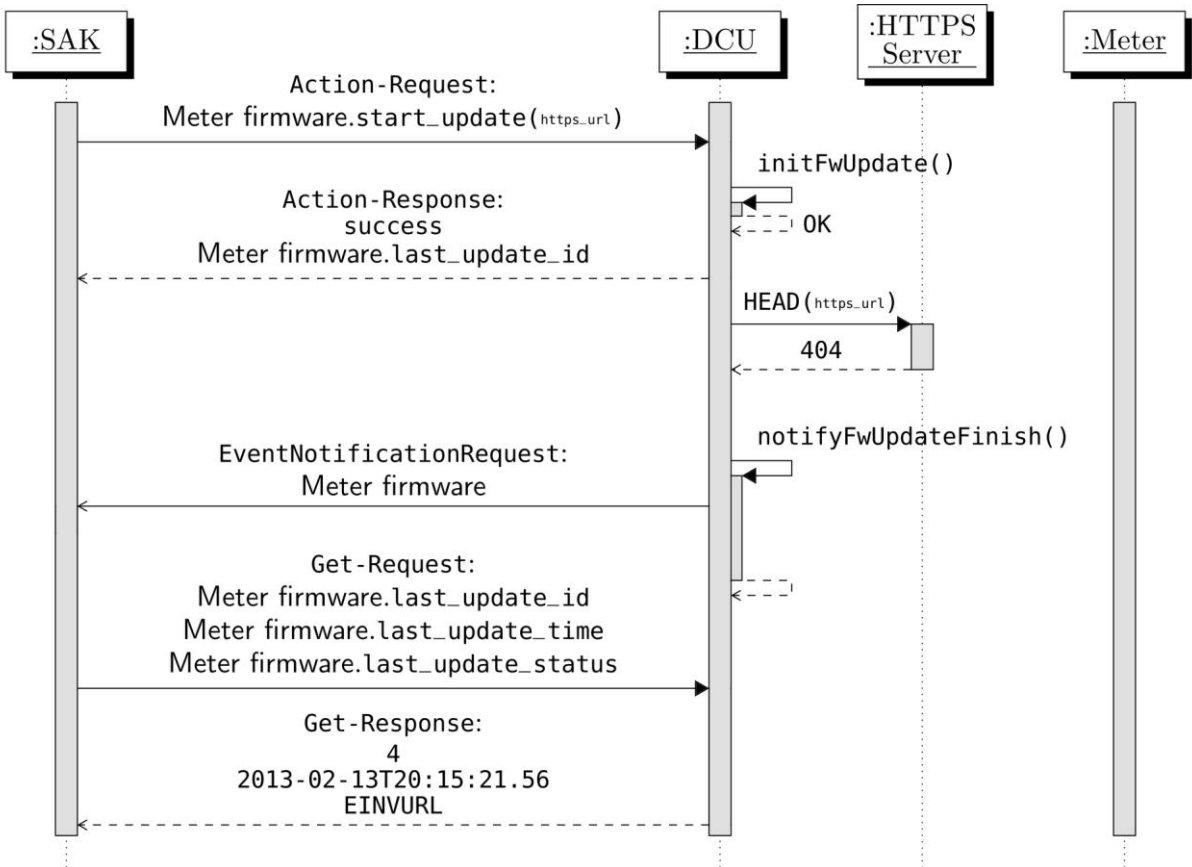 :SAK
:DCU
:HTTPS
Server
:Meter
Action-Request:
Meter firmware.start_update(https_url)
initFwUpdate()
OK
Action-Response:
success
Meter firmware.last_update_id
HEAD(https_url)
404
notifyFwUpdateFinish()
EventNotificationRequest:
Meter firmware
Get-Request:
Meter firmware.last_update_id
Meter firmware.last_update_time
Meter firmware.last_update_status
Get-Response:
4
2013-02-13T20:15:21.56
EINVURL